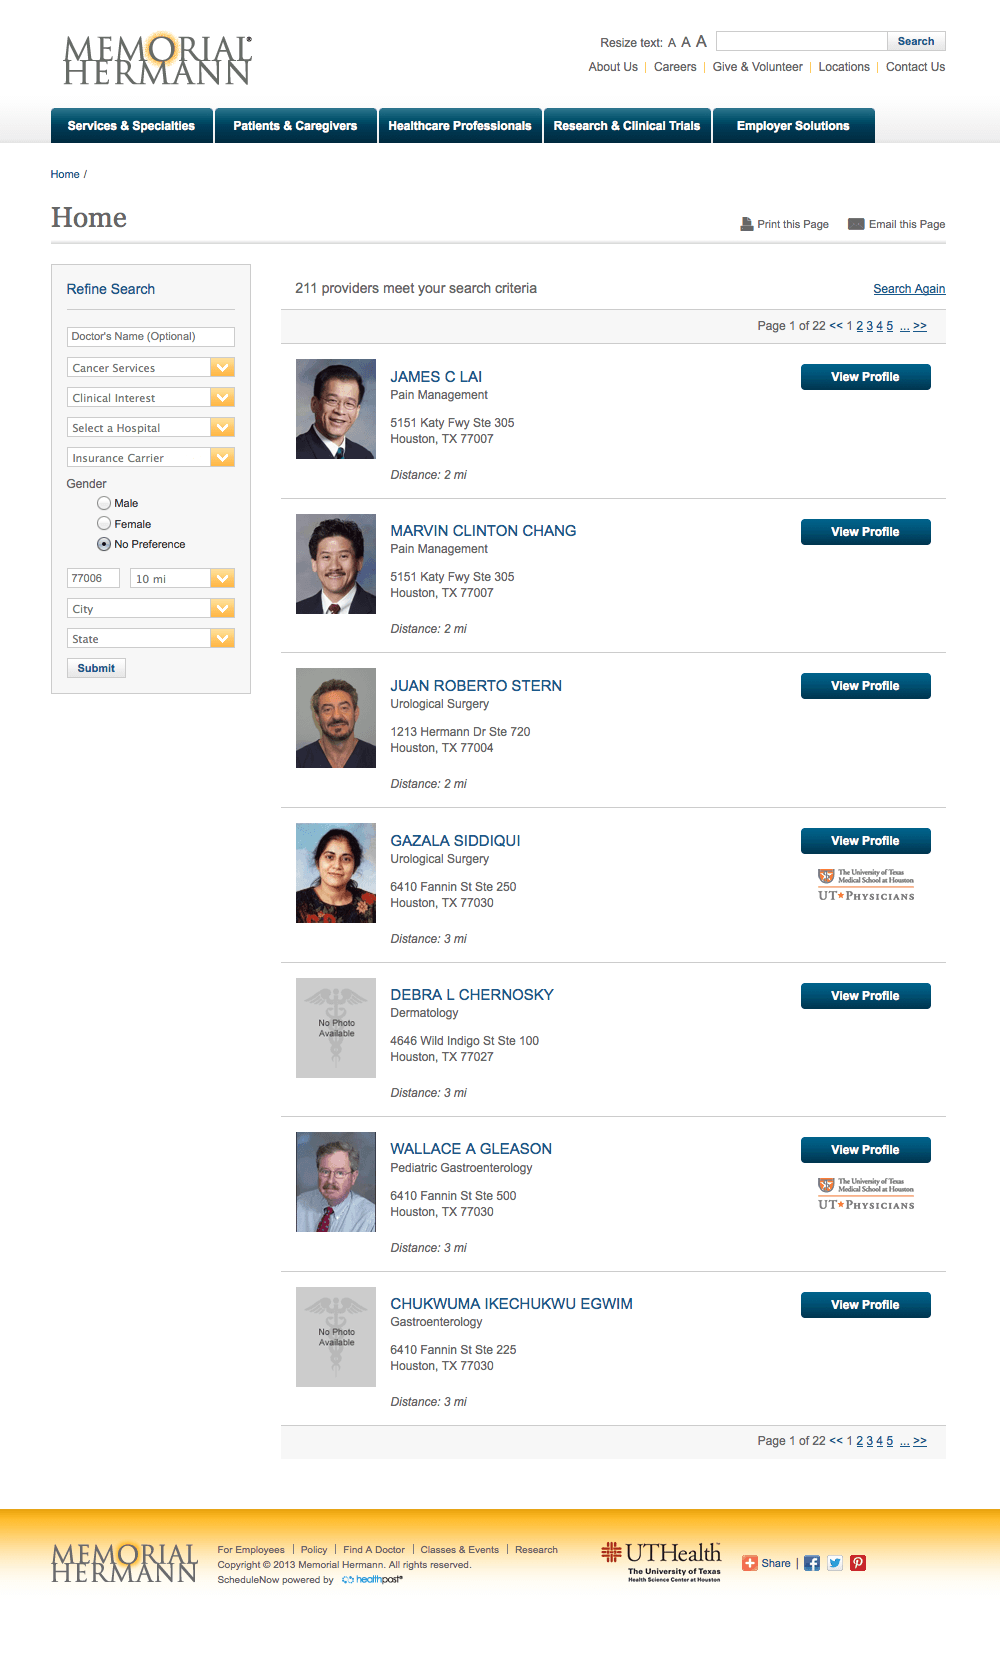 MEMORIAL®
HERMANN
Resize text: A A A
Search
About Us | Careers | Give & Volunteer | Locations | Contact Us
Services & Specialties
Patients & Caregivers
Healthcare Professionals
Research & Clinical Trials
Employer Solutions
Home /
Home
Print this Page
Email this Page
Refine Search
Doctor's Name (Optional)
Cancer Services
Clinical Interest
Select a Hospital
Insurance Carrier
Gender
Male
Female
No Preference
77006 10 mi
City
State
Submit
211 providers meet your search criteria
Search Again
Page 1 of 22 << 1 2 3 4 5 ... >>
JAMES C LAI
View Profile
Pain Management
5151 Katy Fwy Ste 305
Houston, TX 77007
Distance: 2 mi
MARVIN CLINTON CHANG
View Profile
Pain Management
5151 Katy Fwy Ste 305
Houston, TX 77007
Distance: 2 mi
JUAN ROBERTO STERN
View Profile
Urological Surgery
1213 Hermann Dr Ste 720
Houston, TX 77004
Distance: 2 mi
GAZALA SIDDIQUI
View Profile
Urological Surgery
6410 Fannin St Ste 250
Houston, TX 77030
Distance: 3 mi
The University of Texas
Medical School at Houston
UT★PHYSICIANS
No Photo
Available
DEBRA L CHERNOSKY
View Profile
Dermatology
4646 Wild Indigo St Ste 100
Houston, TX 77027
Distance: 3 mi
WALLACE A GLEASON
View Profile
Pediatric Gastroenterology
6410 Fannin St Ste 500
Houston, TX 77030
Distance: 3 mi
The University of Texas
Medical School at Houston
UT★PHYSICIANS
No Photo
Available
CHUKWUMA IKECHUKWU EGWIM
View Profile
Gastroenterology
6410 Fannin St Ste 225
Houston, TX 77030
Distance: 3 mi
Page 1 of 22 << 1 2 3 4 5 ... >>
MEMORIAL
HERMANN
For Employees | Policy | Find A Doctor | Classes & Events | Research
Copyright © 2013 Memorial Hermann. All rights reserved.
ScheduleNow powered by healthpost®
UTHealth™
The University of Texas
Health Science Center at Houston
Share |